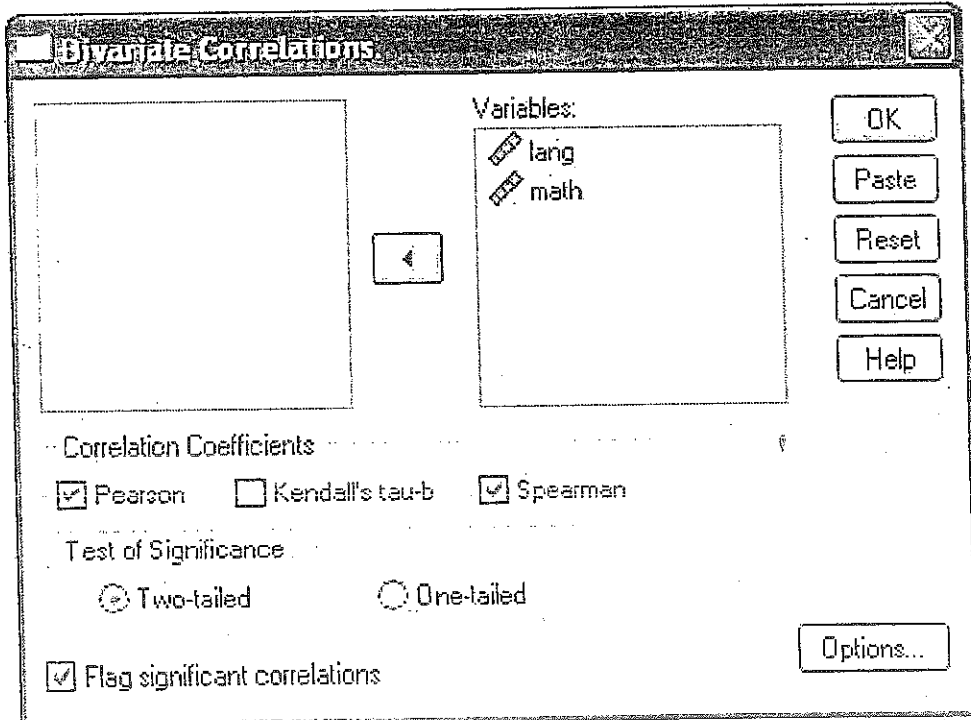 Bivariate Correlations
Variables:
lang
math
OK
Paste
Reset
Cancel
Help
Correlation Coefficients
Pearson Kendall's tau-b Spearman
Test of Significance
Two-tailed One-tailed
Flag significant correlations
Options...